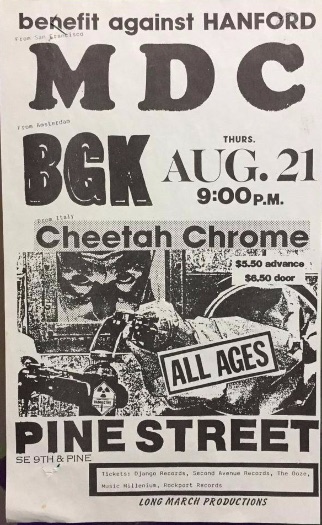 benefit against HANFORD
From San Francisco
MDC
From Amsterdam
BGK
THURS.
AUG. 21
9:00 P.M.
From Italy
Cheetah Chrome
$5.50 advance
$6.50 door
ALL AGES
PINE STREET
SE 9TH & PINE
Tickets: Django Records, Second Avenue Records, The Ooze,
Music Millenium, Rockport Records
LONG MARCH PRODUCTIONS